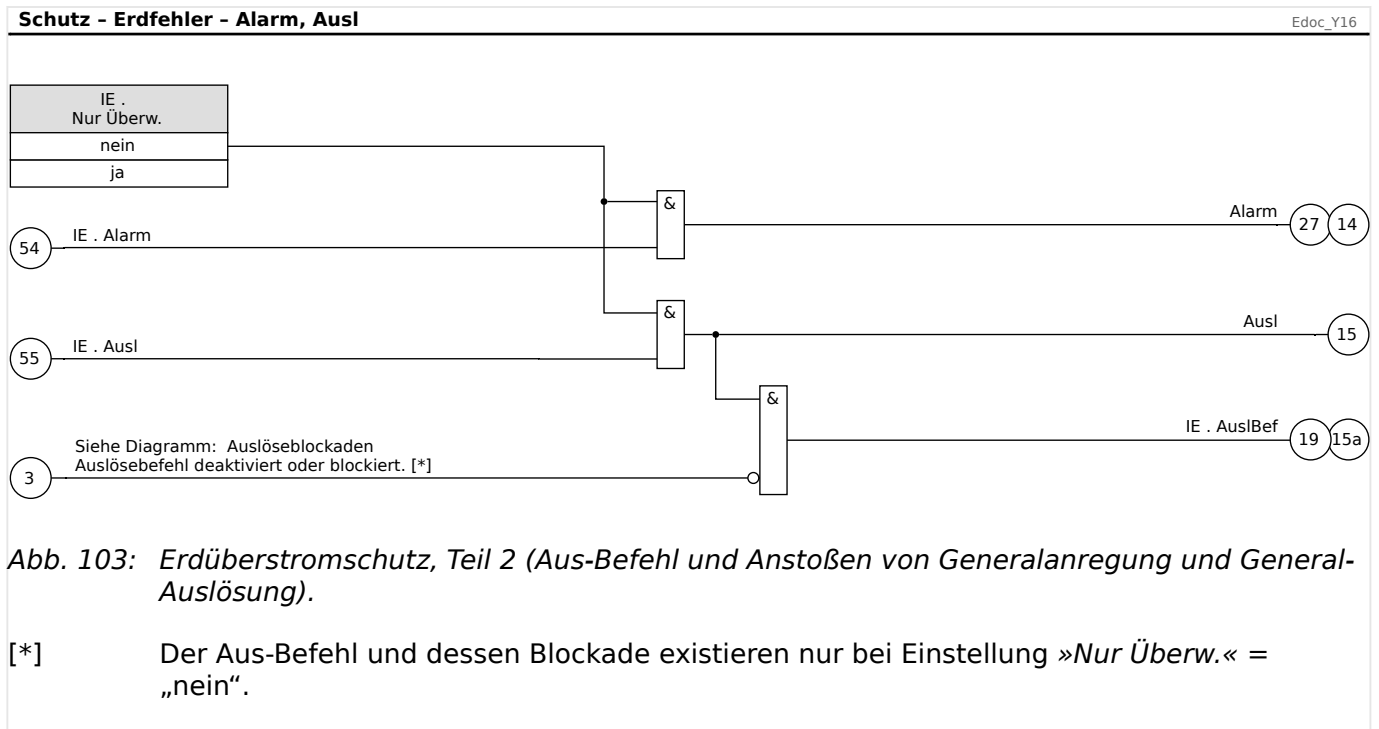 Schutz – Erdfehler – Alarm, Ausl
Edoc_Y16
IE .
Nur Überw.
nein
ja
&
Alarm
27
14
54
IE . Alarm
&
Ausl
15
55
IE . Ausl
&
IE . AuslBef
19
15a
Siehe Diagramm: Auslöseblockaden
Auslösebefehl deaktiviert oder blockiert. [*]
3
Abb. 103: Erdüberstromschutz, Teil 2 (Aus-Befehl und Anstoßen von Generalanregung und General-
Auslösung).
[*] Der Aus-Befehl und dessen Blockade existieren nur bei Einstellung »Nur Überw.« =
„nein“.